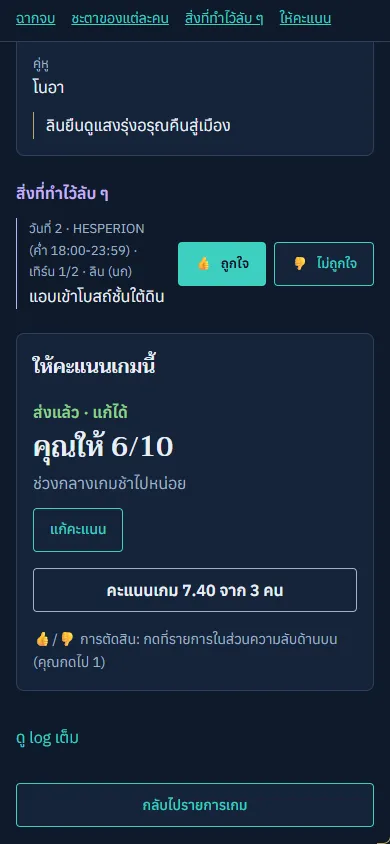 ฉากจบ ชะตาของแต่ละคน สิ่งที่ทำไว้ลับ ๆ ให้คะแนน
คู่หู
โนอา
ลินยืนดูแสงรุ่งอรุณคืนสู่เมือง
สิ่งที่ทำไว้ลับ ๆ
วันที่ 2 · HESPERION
(ค่ำ 18:00-23:59) ·
เทิร์น 1/2 · ลิน (นก)
แอบเข้าโบสถ์ชั้นใต้ดิน
👍 ถูกใจ
👎 ไม่ถูกใจ
ให้คะแนนเกมนี้
ส่งแล้ว · แก้ได้
คุณให้ 6/10
ช่วงกลางเกมช้าไปหน่อย
แก้คะแนน
คะแนนเกม 7.40 จาก 3 คน
👍/👎 การตัดสิน: กดที่รายการในส่วนความลับด้านบน
(คุณกดไป 1)
ดู log เต็ม
กลับไปรายการเกม